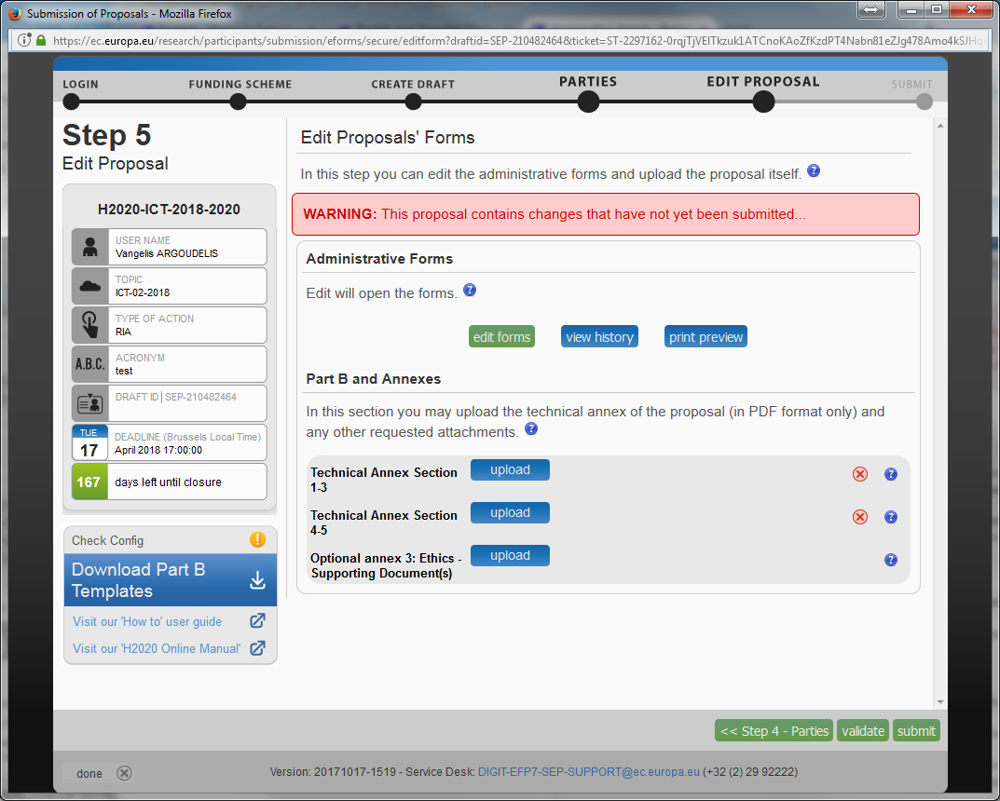 Submission of Proposals - Mozilla Firefox
https://ec.europa.eu/research/participants/submission/eforms/secure/editform?draftid=SEP-210482464&ticket=ST-2297162-0rqjTjVEITkzuk1ATCnoKAoZfKzdPT4Nabn81eZJg478Amo4kSJHq
LOGIN
FUNDING SCHEME
CREATE DRAFT
PARTIES
EDIT PROPOSAL
SUBMIT
Step 5
Edit Proposal
H2020-ICT-2018-2020
USER NAME
Vangelis ARGOUDELIS
TOPIC
ICT-02-2018
TYPE OF ACTION
RIA
A.B.C.
ACRONYM
test
DRAFT ID | SEP-210482464
TUE
17
DEADLINE (Brussels Local Time)
April 2018 17:00:00
167
days left until closure
Check Config
Download Part B
Templates
Visit our 'How to' user guide
Visit our 'H2020 Online Manual'
Edit Proposals' Forms
In this step you can edit the administrative forms and upload the proposal itself. ?
WARNING: This proposal contains changes that have not yet been submitted...
Administrative Forms
Edit will open the forms. ?
edit forms
view history
print preview
Part B and Annexes
In this section you may upload the technical annex of the proposal (in PDF format only) and
any other requested attachments. ?
Technical Annex Section
1-3
upload
?
Technical Annex Section
4-5
upload
?
Optional annex 3: Ethics -
Supporting Document(s)
upload
?
<< Step 4 - Parties
validate
submit
done
Version: 20171017-1519 - Service Desk: DIGIT-EFP7-SEP-SUPPORT@ec.europa.eu (+32 (2) 29 92222)